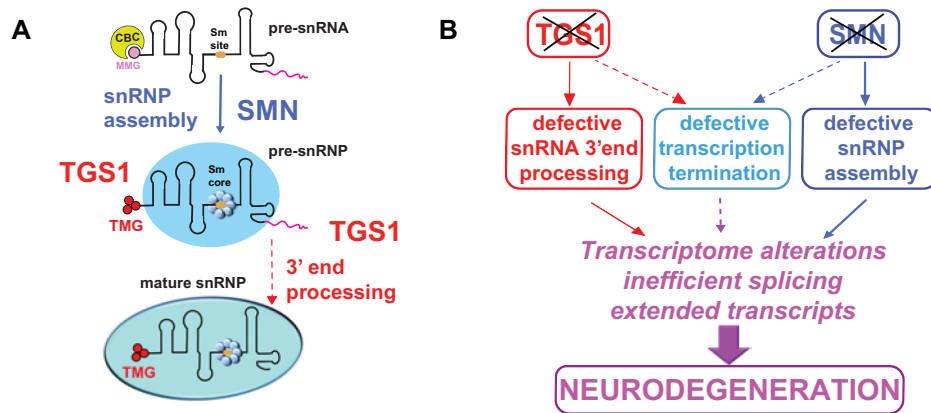 A
CBC
MMG
Sm
site
pre-snRNA
snRNP
assembly
SMN
pre-snRNP
TGS1
Sm
core
TMG
TGS1
3’ end
processing
mature snRNP
TMG
B
TGS1
SMN
defective
snRNA 3’end
processing
defective
transcription
termination
defective
snRNP
assembly
Transcriptome alterations
inefficient splicing
extended transcripts
NEURODEGENERATION